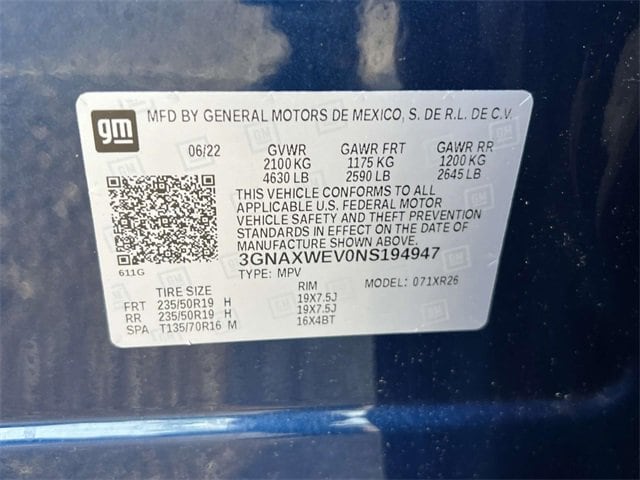 gm
MFD BY GENERAL MOTORS DE MEXICO, S. DE R.L. DE C.V.
06/22 GVWR GAWR FRT GAWR RR
2100 KG 1175 KG 1200 KG
4630 LB 2590 LB 2645 LB
THIS VEHICLE CONFORMS TO ALL
APPLICABLE U.S. FEDERAL MOTOR
VEHICLE SAFETY AND THEFT PREVENTION
STANDARDS IN EFFECT ON THE DATE OF
MANUFACTURE SHOWN ABOVE.
3GNAXWEV0NS194947
611G
TYPE: MPV MODEL: 071XR26
TIRE SIZE RIM
FRT 235/50R19 H 19X7.5J
RR 235/50R19 H 19X7.5J
SPA T135/70R16 M 16X4BT